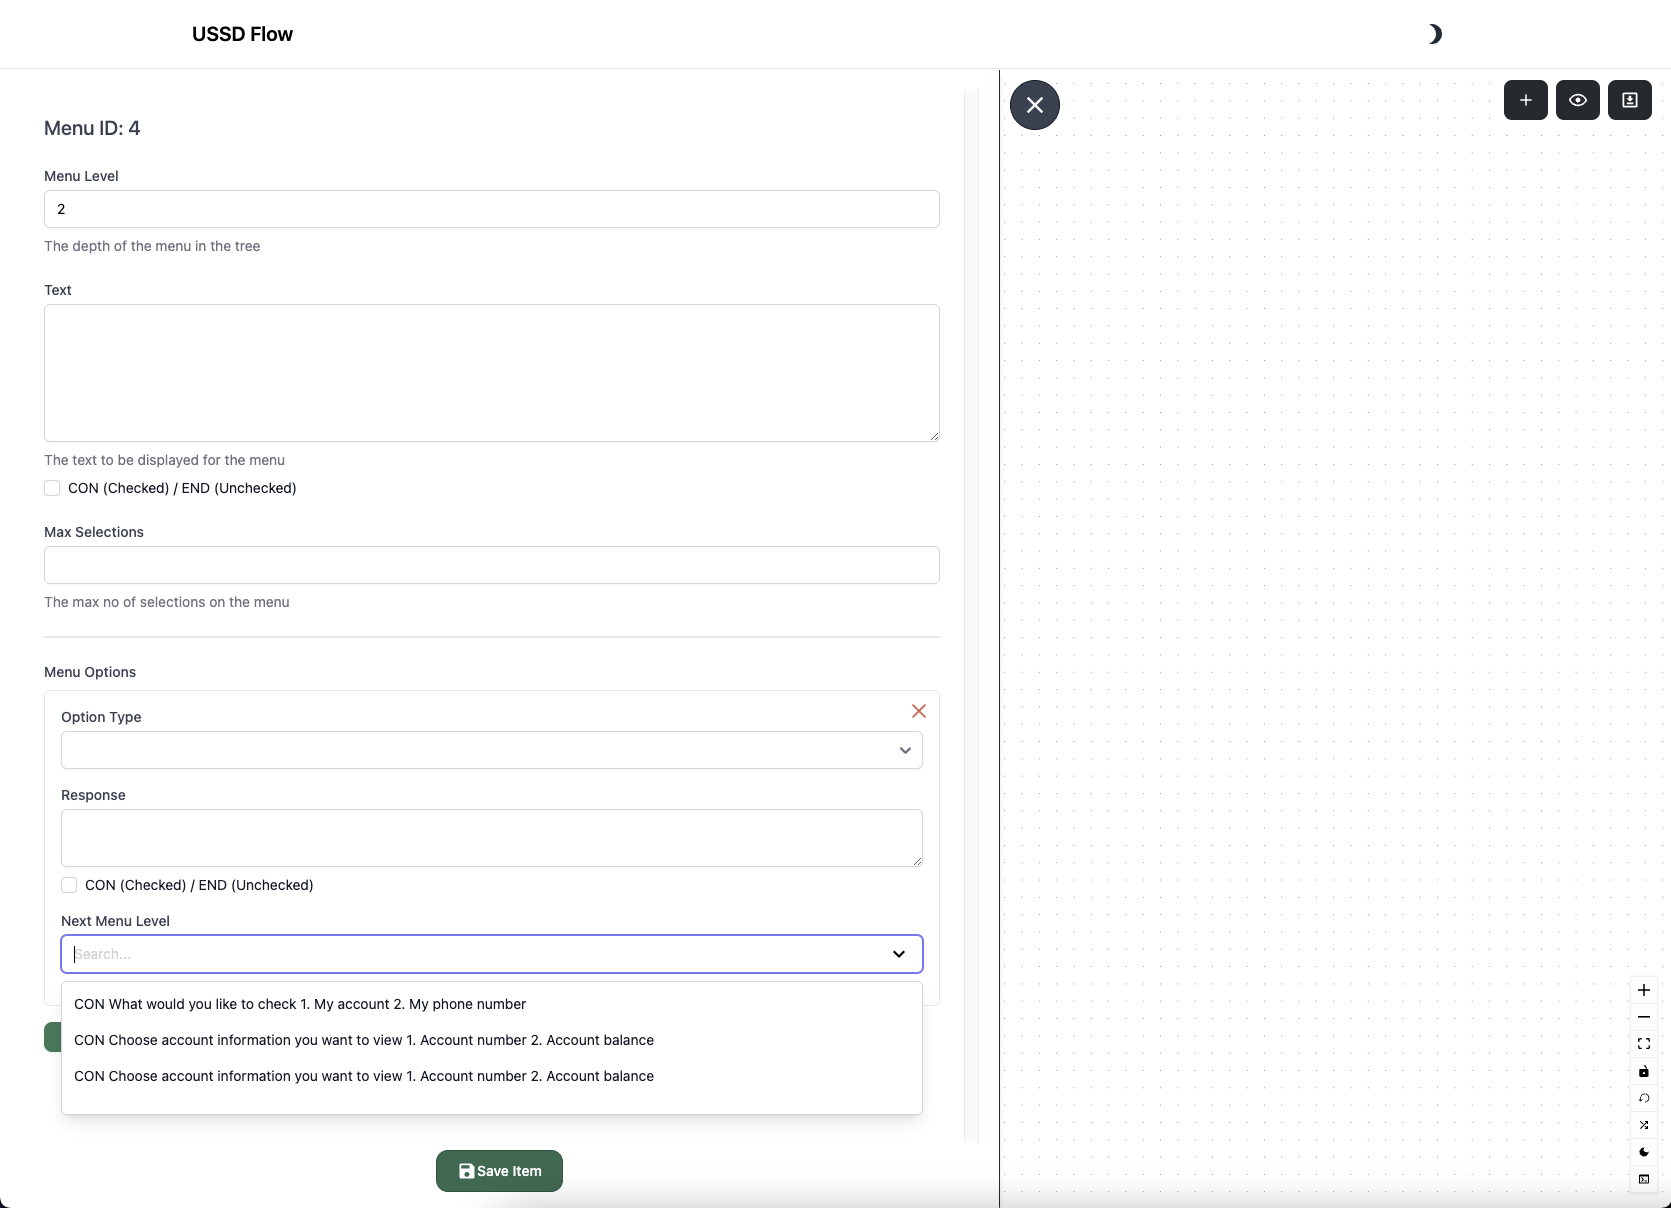 USSD Flow
Menu ID: 4
Menu Level
2
The depth of the menu in the tree
Text
The text to be displayed for the menu
CON (Checked) / END (Unchecked)
Max Selections
The max no of selections on the menu
Menu Options
Option Type
Response
CON (Checked) / END (Unchecked)
Next Menu Level
Search...
CON What would you like to check 1. My account 2. My phone number
CON Choose account information you want to view 1. Account number 2. Account balance
CON Choose account information you want to view 1. Account number 2. Account balance
Save Item